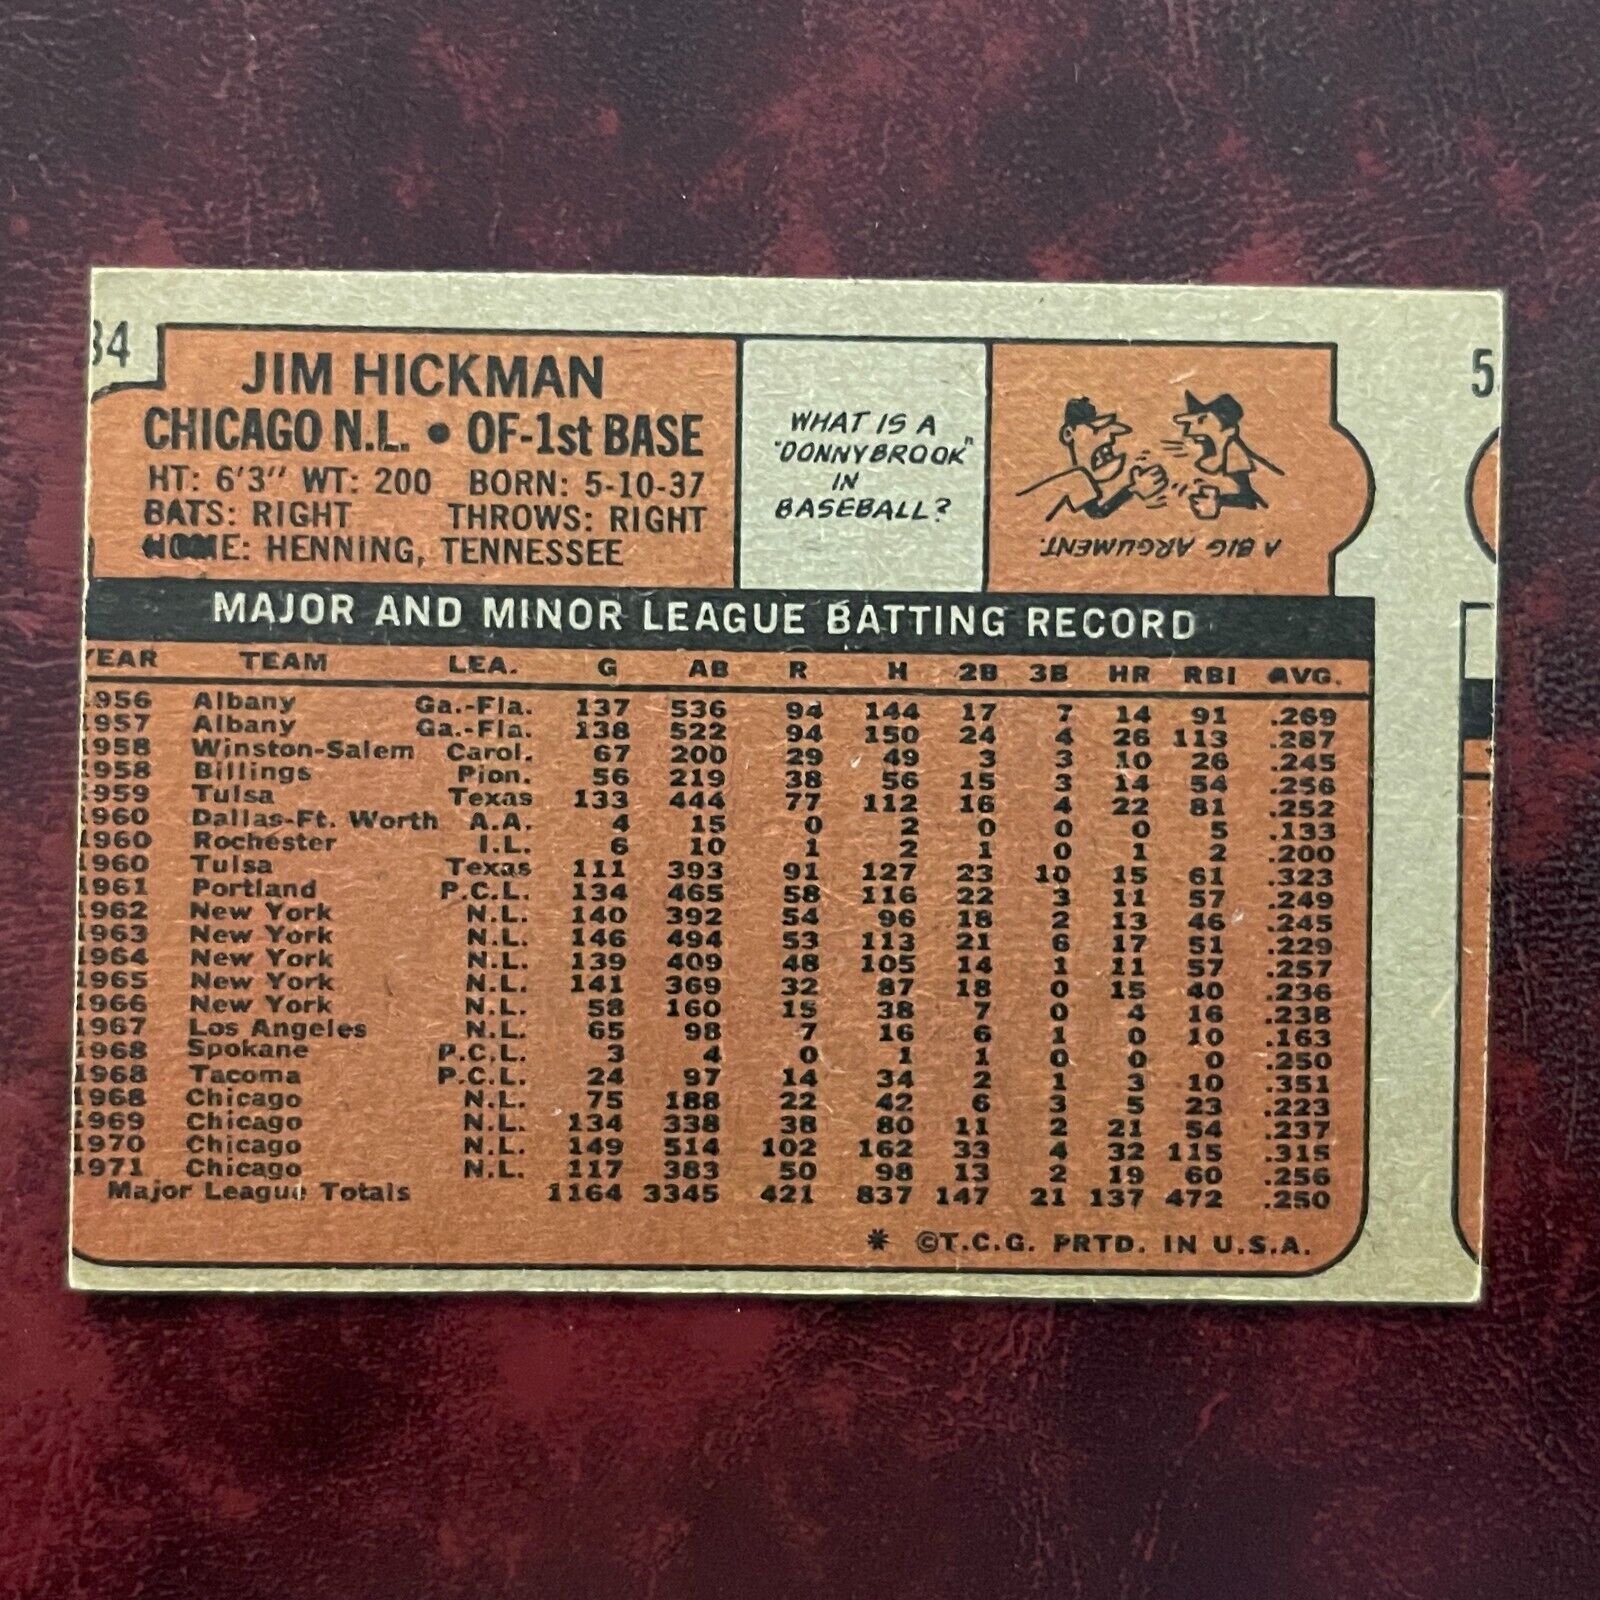 34
JIM HICKMAN
CHICAGO N.L. • OF-1st BASE
HT: 6'3" WT: 200 BORN: 5-10-37
BATS: RIGHT THROWS: RIGHT
HOME: HENNING, TENNESSEE
WHAT IS A
"DONNYBROOK"
IN
BASEBALL?
A BIG ARGUMENT.
5
MAJOR AND MINOR LEAGUE BATTING RECORD
YEAR TEAM LEA. G AB R H 2B 3B HR RBI AVG.
1956 Albany Ga.-Fla. 137 536 94 144 17 7 14 91 .269
1957 Albany Ga.-Fla. 138 522 94 150 24 4 26 113 .287
1958 Winston-Salem Carol. 67 200 29 49 3 3 10 26 .245
1958 Billings Pion. 56 219 38 56 15 3 14 54 .256
1959 Tulsa Texas 133 444 77 112 16 4 22 81 .252
1960 Dallas-Ft. Worth A.A. 4 15 0 2 0 0 0 5 .133
1960 Rochester I.L. 6 10 1 2 1 0 1 2 .200
1960 Tulsa Texas 111 393 91 127 23 10 15 61 .323
1961 Portland P.C.L. 134 465 58 116 22 3 11 57 .249
1962 New York N.L. 140 392 54 96 18 2 13 46 .245
1963 New York N.L. 146 494 53 113 21 6 17 51 .229
1964 New York N.L. 139 409 48 105 14 1 11 57 .257
1965 New York N.L. 141 369 32 87 18 0 15 40 .236
1966 New York N.L. 58 160 15 38 7 0 4 16 .238
1967 Los Angeles N.L. 65 98 7 16 6 1 0 10 .163
1968 Spokane P.C.L. 3 4 0 1 1 0 0 0 .250
1968 Tacoma P.C.L. 24 97 14 34 2 1 3 10 .351
1968 Chicago N.L. 75 188 22 42 6 3 5 23 .223
1969 Chicago N.L. 134 338 38 80 11 2 21 54 .237
1970 Chicago N.L. 149 514 102 162 33 4 32 115 .315
1971 Chicago N.L. 117 383 50 98 13 2 19 60 .256
Major League Totals 1164 3345 421 837 147 21 137 472 .250
* ©T.C.G. PRTD. IN U.S.A.